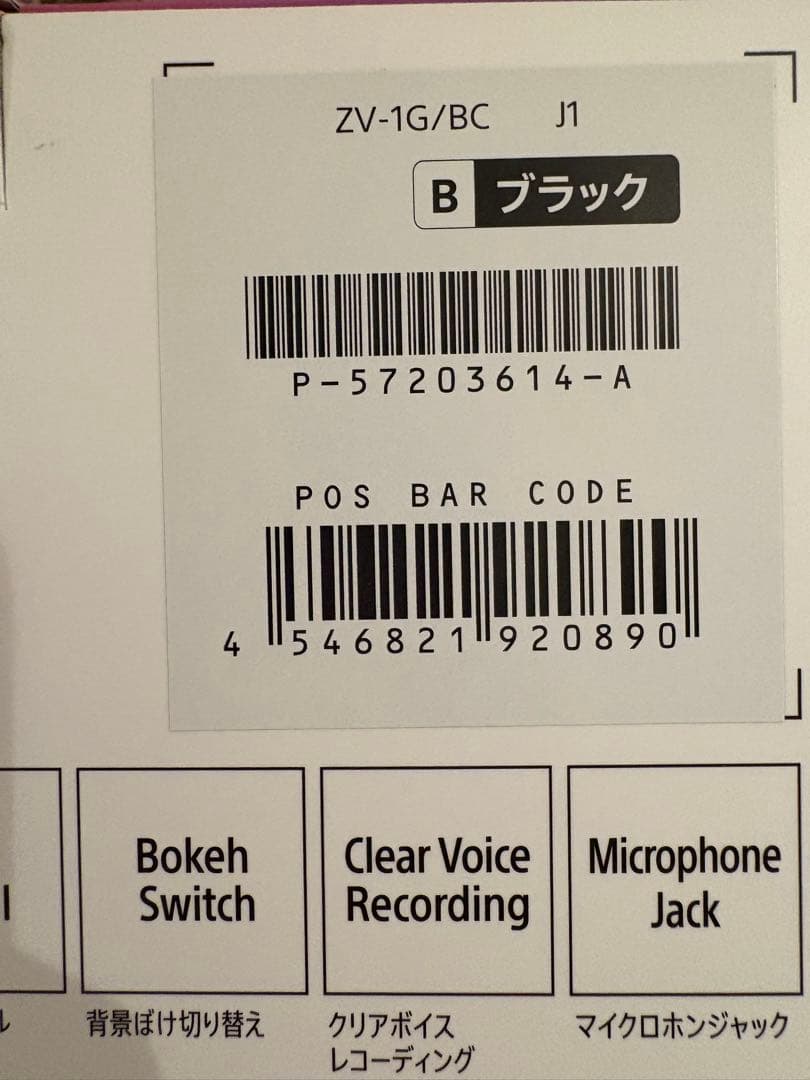 ZV-1G/BC J1
B ブラック
P-57203614-A
POS BAR CODE
4 546821 920890
Bokeh
Switch
Clear Voice
Recording
Microphone
Jack
背景ぼけ切り替え
クリアボイス
レコーディング
マイクロホンジャック